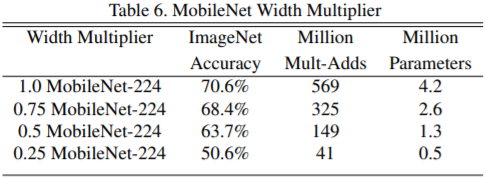 Table 6. MobileNet Width Multiplier
Width Multiplier ImageNet Million Million
Accuracy Mult-Adds Parameters
1.0 MobileNet-224 70.6% 569 4.2
0.75 MobileNet-224 68.4% 325 2.6
0.5 MobileNet-224 63.7% 149 1.3
0.25 MobileNet-224 50.6% 41 0.5